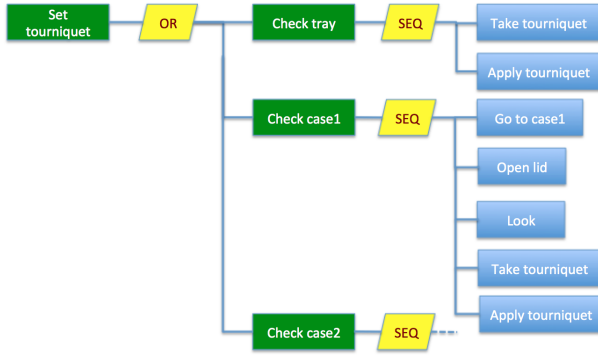 Set
tourniquet
OR
Check tray
SEQ
Take tourniquet
Apply tourniquet
Check case1
SEQ
Go to case1
Open lid
Look
Take tourniquet
Apply tourniquet
Check case2
SEQ